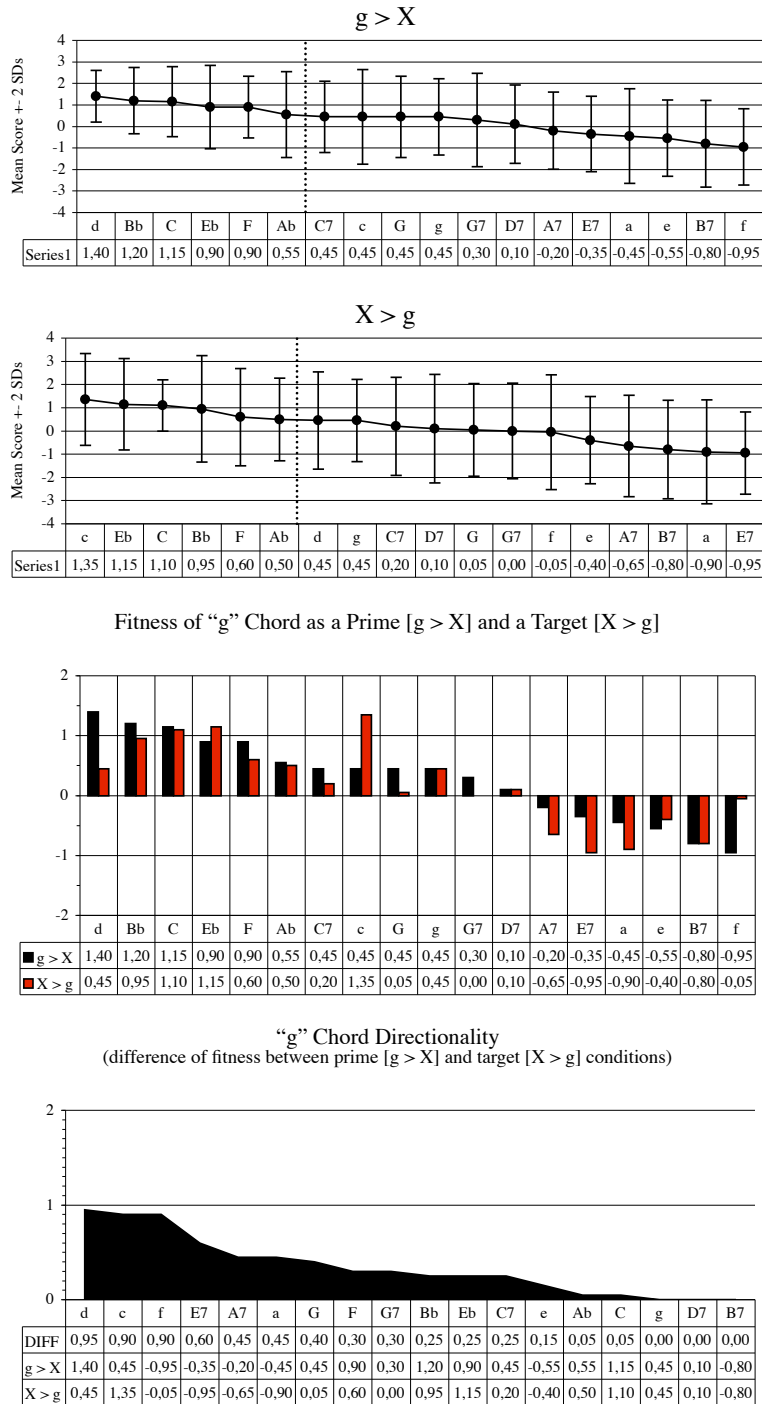 g > X
4
3
2
1
0
-1
-2
-3
-4
Mean Score +- 2 SDs
d Bb C Eb F Ab C7 c G g G7 D7 A7 E7 a e B7 f
Series1 1,40 1,20 1,15 0,90 0,90 0,55 0,45 0,45 0,45 0,45 0,30 0,10 -0,20 -0,35 -0,45 -0,55 -0,80 -0,95
X > g
4
3
2
1
0
-1
-2
-3
-4
Mean Score +- 2 SDs
c Eb C Bb F Ab d g C7 D7 G G7 f e A7 B7 a E7
Series1 1,35 1,15 1,10 0,95 0,60 0,50 0,45 0,45 0,20 0,10 0,05 0,00 -0,05 -0,40 -0,65 -0,80 -0,90 -0,95
Fitness of “g” Chord as a Prime [g > X] and a Target [X > g]
2
1
0
-1
-2
d Bb C Eb F Ab C7 c G g G7 D7 A7 E7 a e B7 f
g > X 1,40 1,20 1,15 0,90 0,90 0,55 0,45 0,45 0,45 0,45 0,30 0,10 -0,20 -0,35 -0,45 -0,55 -0,80 -0,95
X > g 0,45 0,95 1,10 1,15 0,60 0,50 0,20 1,35 0,05 0,45 0,00 0,10 -0,65 -0,95 -0,90 -0,40 -0,80 -0,05
“g” Chord Directionality
(difference of fitness between prime [g > X] and target [X > g] conditions)
2
1
0
d c f E7 A7 a G F G7 Bb Eb C7 e Ab C g D7 B7
DIFF 0,95 0,90 0,90 0,60 0,45 0,45 0,40 0,30 0,30 0,25 0,25 0,25 0,15 0,05 0,05 0,00 0,00 0,00
g > X 1,40 0,45 -0,95 -0,35 -0,20 -0,45 0,45 0,90 0,30 1,20 0,90 0,45 -0,55 0,55 1,15 0,45 0,10 -0,80
X > g 0,45 1,35 -0,05 -0,95 -0,65 -0,90 0,05 0,60 0,00 0,95 1,15 0,20 -0,40 0,50 1,10 0,45 0,10 -0,80